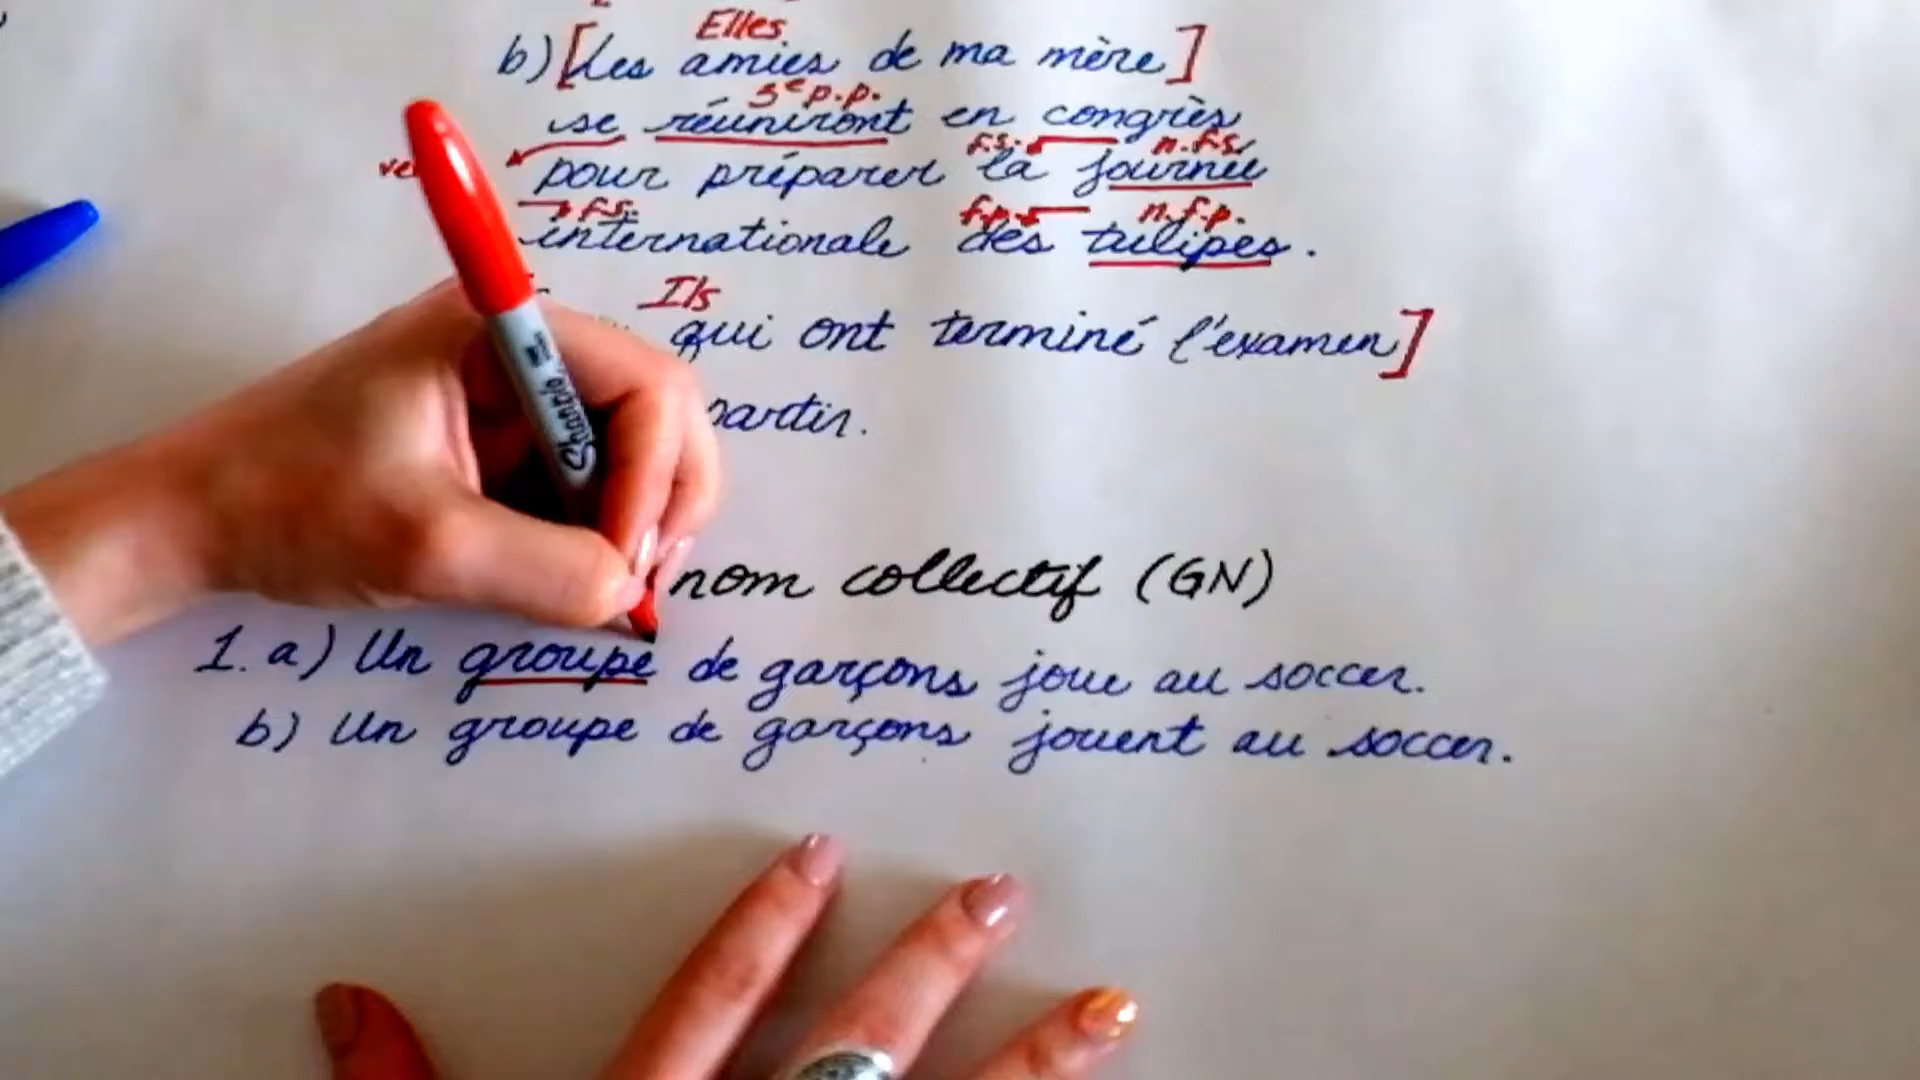 Elles
b) [Les amies de ma mère]
3e p.p.
se réuniront en congrès
f.s. n.f.s.
pour préparer la journée
f.s. f.p. n.f.p.
internationale des tulipes.
Ils
qui ont terminé l'examen]
partir.
Sharpie
nom collectif (GN)
1. a) Un groupe de garçons joue au soccer.
b) Un groupe de garçons jouent au soccer.